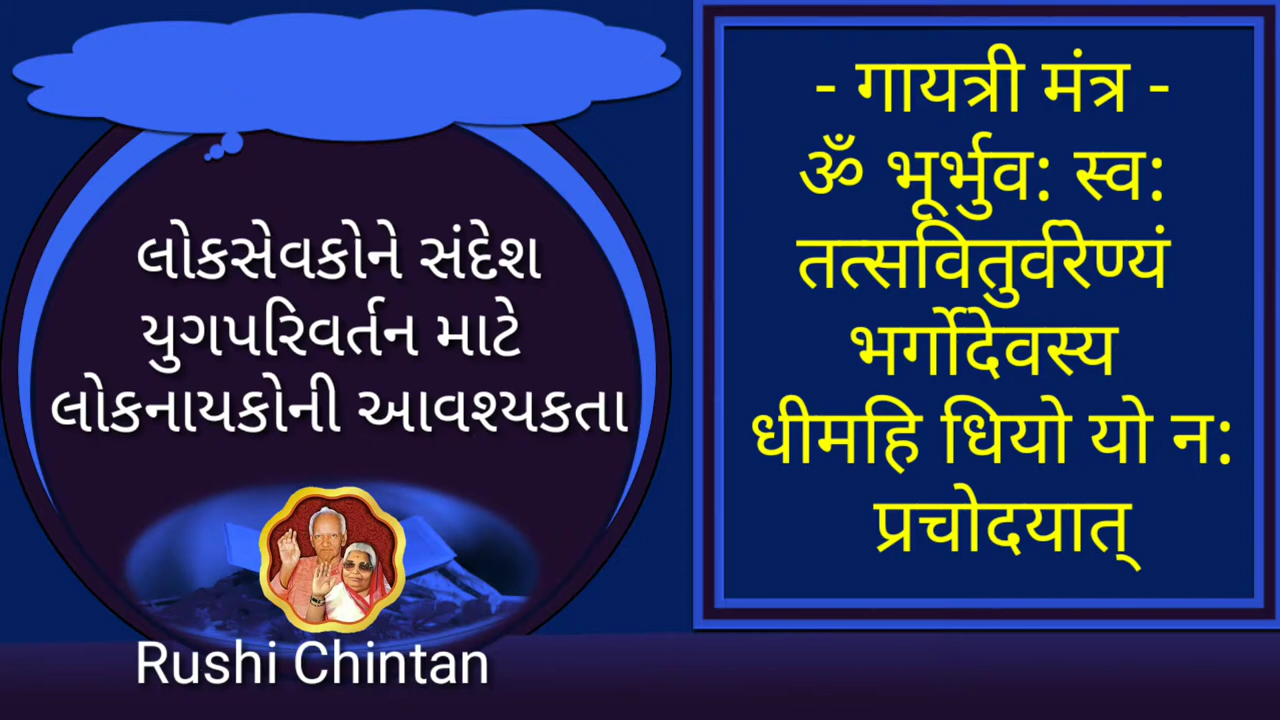 લોકસેવકોને સંદેશ
યુગપરિવર્તન માટે
લોકનાયકોની આવશ્યકતા
Rushi Chintan
- गायत्री मंत्र -
ॐ भूर्भुव: स्व:
तत्सवितुर्वरेण्यं
भर्गोदेवस्य
धीमहि धियो यो न:
प्रचोदयात्